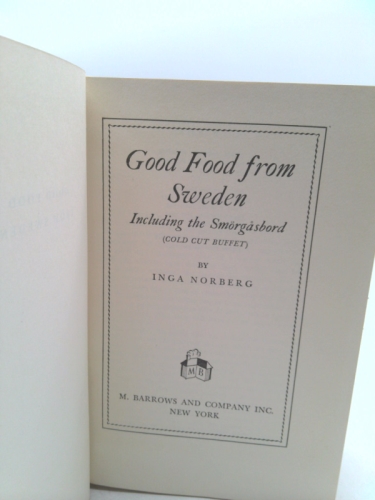 Good Food from
Sweden
Including the Smörgåsbord
(COLD CUT BUFFET)
BY
INGA NORBERG
M B
M. BARROWS AND COMPANY INC.
NEW YORK